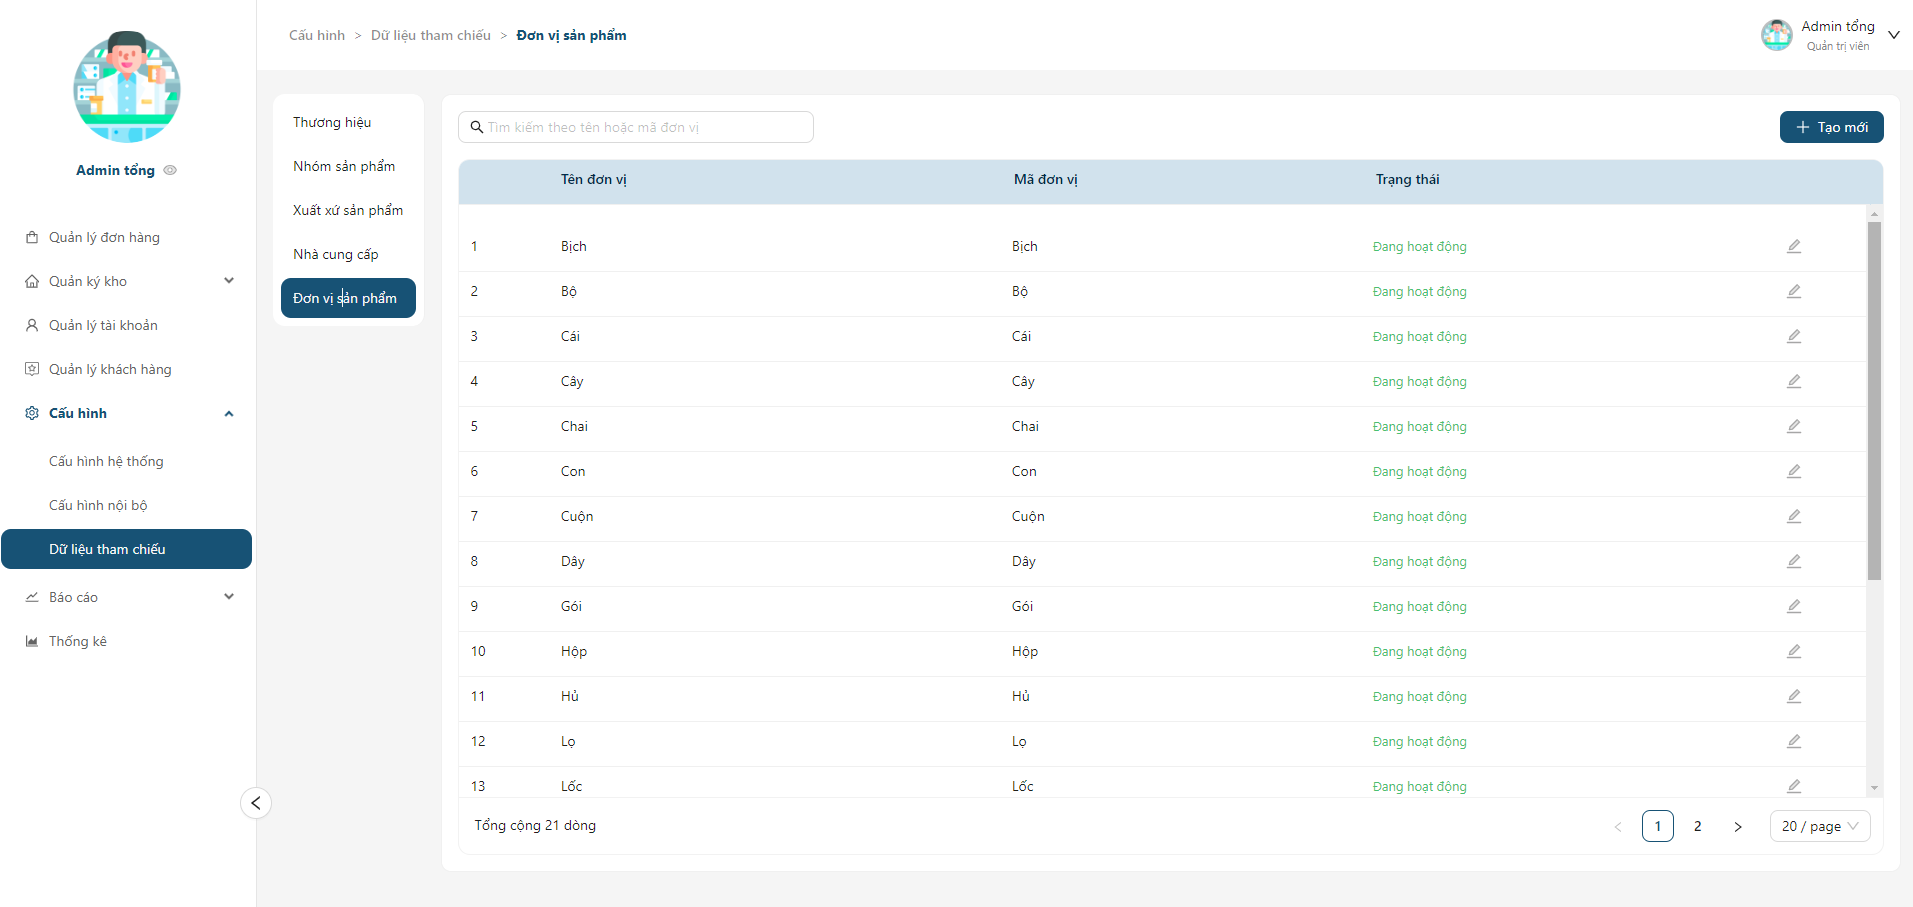 Admin tổng
Quản lý đơn hàng
Quản ký kho
Quản lý tài khoản
Quản lý khách hàng
Cấu hình
Cấu hình hệ thống
Cấu hình nội bộ
Dữ liệu tham chiếu
Báo cáo
Thống kê
Cấu hình > Dữ liệu tham chiếu > Đơn vị sản phẩm
Admin tổng
Quản trị viên
Thương hiệu
Nhóm sản phẩm
Xuất xứ sản phẩm
Nhà cung cấp
Đơn vị sản phẩm
Tìm kiếm theo tên hoặc mã đơn vị
Tạo mới
Tên đơn vị Mã đơn vị Trạng thái
1 Bịch Bịch Đang hoạt động
2 Bộ Bộ Đang hoạt động
3 Cái Cái Đang hoạt động
4 Cây Cây Đang hoạt động
5 Chai Chai Đang hoạt động
6 Con Con Đang hoạt động
7 Cuộn Cuộn Đang hoạt động
8 Dây Dây Đang hoạt động
9 Gói Gói Đang hoạt động
10 Hộp Hộp Đang hoạt động
11 Hủ Hủ Đang hoạt động
12 Lọ Lọ Đang hoạt động
13 Lốc Lốc Đang hoạt động
Tổng cộng 21 dòng
< 1 2 > 20 / page